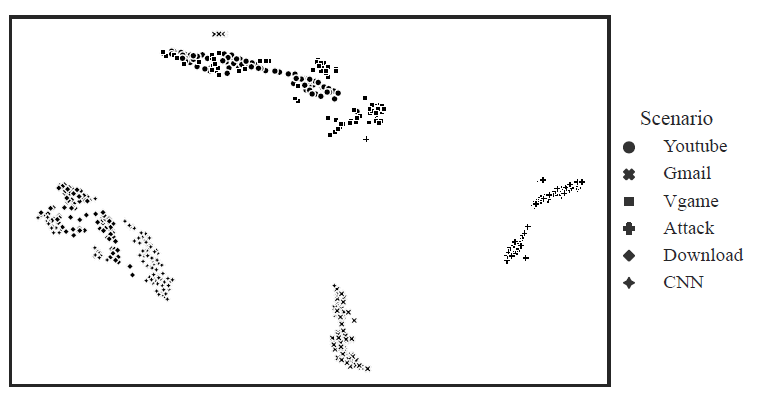 Scenario
Youtube
Gmail
Vgame
Attack
Download
CNN